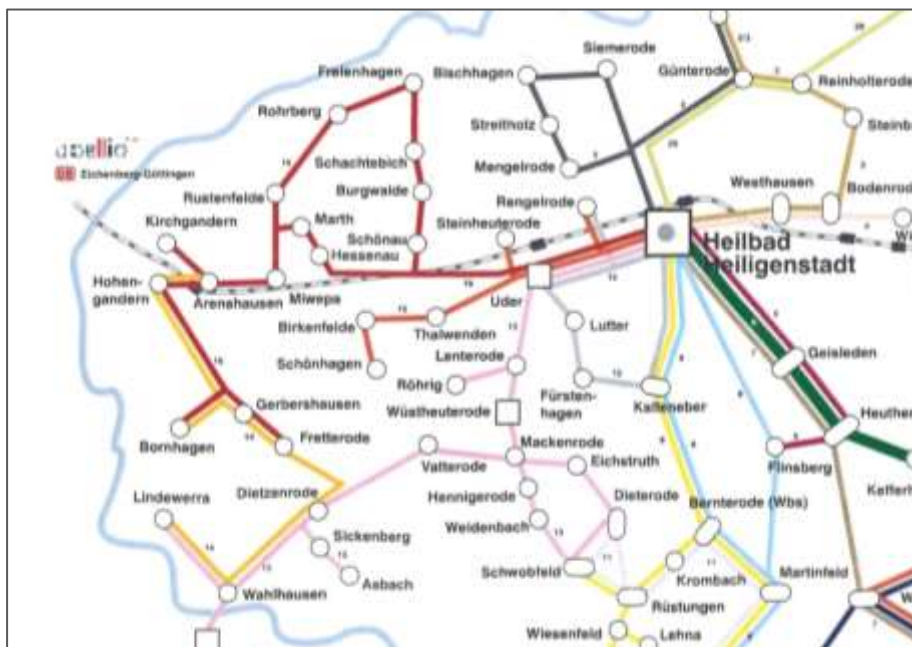 Siemerode
Freienhagen
Bischhagen
Günterode
Reinholterode
Rohrberg
Streitholz
Steinb
Schachtebich
Mengelrode
Eichenberg-Göttingen
Westhausen
Bodenrod
Rustenfelde
Burgwalde
Rengelrode
Kirchgandern
Marth
Steinheuterode
Schönau
Hessenau
Heilbad
Heiligenstadt
Hohen-
gandern
Arenshausen
Miwepa
Uder
Birkenfelde
Thalwenden
Lutter
Geisleden
Schönhagen
Lenterode
Röhrig
Fürsten-
hagen
Kalteneber
Gerbershausen
Wüstheuterode
Heuthen
Bornhagen
Fretterode
Mackenrode
Vatterode
Eichstruth
Flinsberg
Kefferh
Lindewerra
Dietzenrode
Hennigerode
Dieterode
Bernterode (Wbs)
Sickenberg
Weidenbach
Asbach
Schwobfeld
Krombach
Martinfeld
Wahlhausen
Rüstungen
Wiesenfeld
Lehna